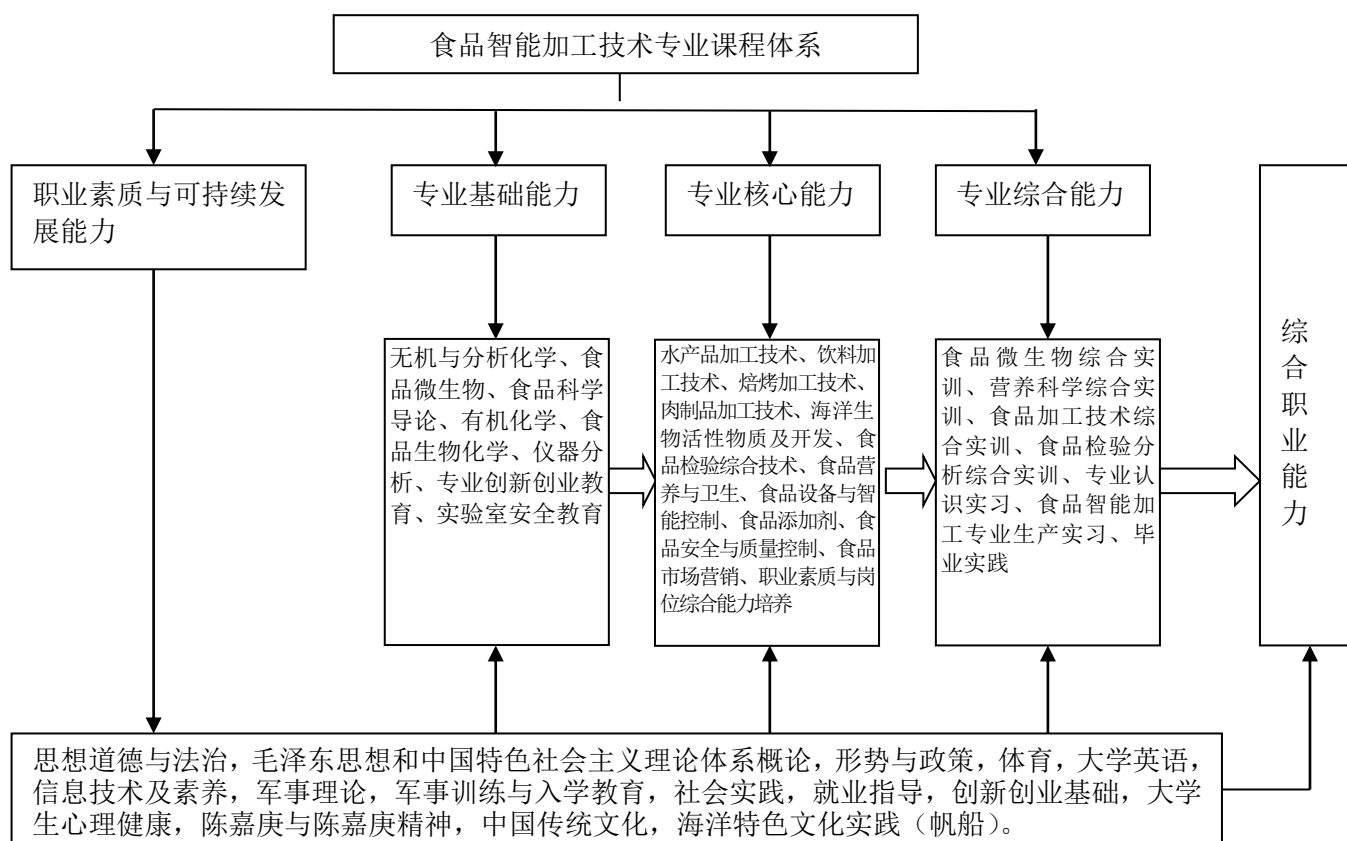 食品智能加工技术专业课程体系
职业素质与可持续发
展能力
专业基础能力
专业核心能力
专业综合能力
无机与分析化学、食
品微生物、食品科学
导论、有机化学、食
品生物化学、仪器分
析、专业创新创业教
育、实验室安全教育
水产品加工技术、饮料加
工技术、焙烤加工技术、
肉制品加工技术、海洋生
物活性物质及开发、食
品检验综合技术、食品营
养与卫生、食品设备与智
能控制、食品添加剂、食
品安全与质量控制、食品
市场营销、职业素质与岗
位综合能力培养
食品微生物综合实
训、营养科学综合实
训、食品加工技术综
合实训、食品检验分
析综合实训、专业认
识实习、食品智能加
工专业生产实习、毕
业实践
综
合
职
业
能
力
思想道德与法治，毛泽东思想和中国特色社会主义理论体系概论，形势与政策，体育，大学英语，
信息技术及素养，军事理论，军事训练与入学教育，社会实践，就业指导，创新创业基础，大学
生心理健康，陈嘉庚与陈嘉庚精神，中国传统文化，海洋特色文化实践（帆船）。